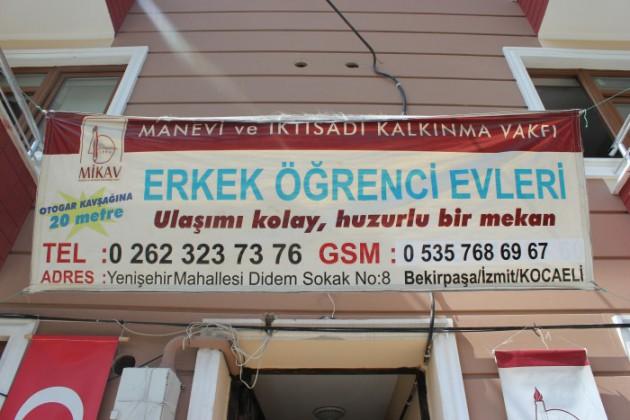 MANEVİ ve İKTİSADİ KALKINMA VAKFI
MİKAV
ERKEK ÖĞRENCİ EVLERİ
OTOGAR KAVŞAĞINA
20 metre
Ulaşımı kolay, huzurlu bir mekan
TEL : 0 262 323 73 76 GSM : 0 535 768 69 67
ADRES : Yenişehir Mahallesi Didem Sokak No:8 Bekirpaşa/İzmit/KOCAELİ